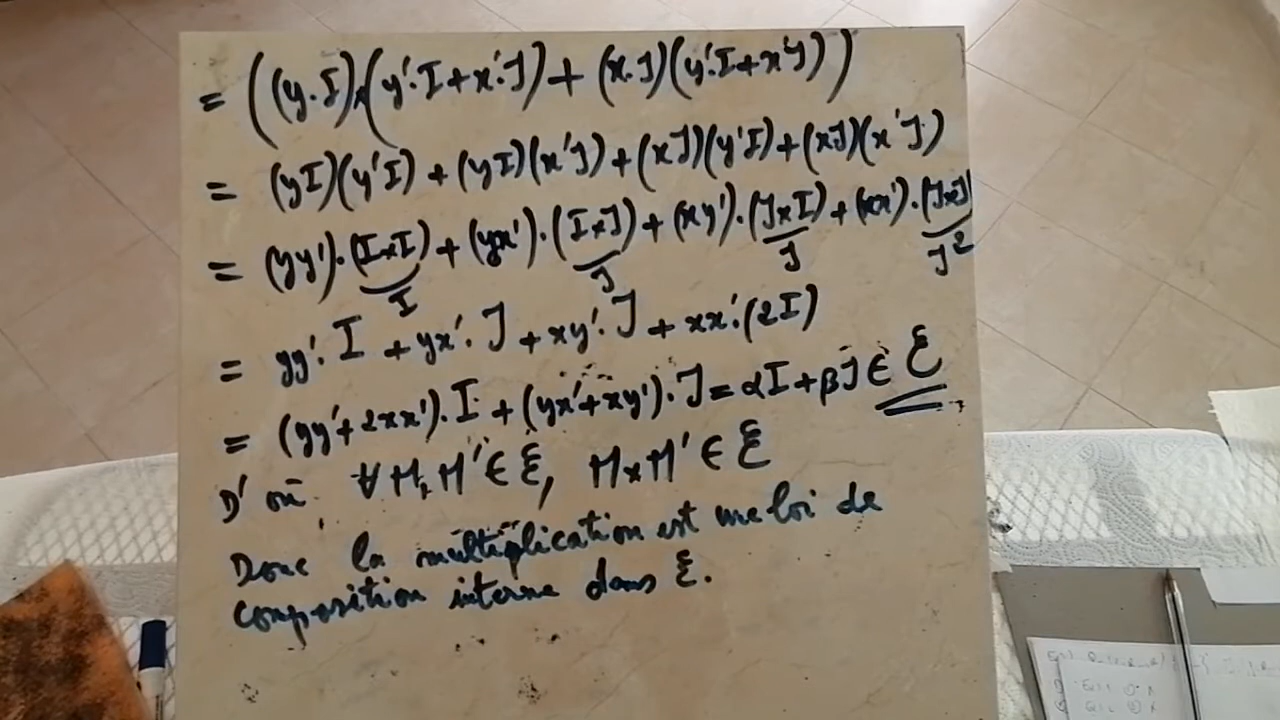 = ((y.I)×(y'.I+x'.J)+(x.J)(y'.I+x'J))
= (yI)(y'I)+(yI)(x'J)+(xJ)(y'I)+(xJ)(x'J)
= (yy').(I×I)+(yx').(I×J)+(xy').(J×I)+(xx').(J×J)
I J J J²
= yy'.I+yx'.J+xy'.J+xx'.(2I)
= (yy'+2xx').I+(yx'+xy').J=αI+βJ∈ℰ
D'où ∀M,M'∈ℰ, M×M'∈ℰ
Donc la multiplication est une loi de
composition interne dans ℰ.